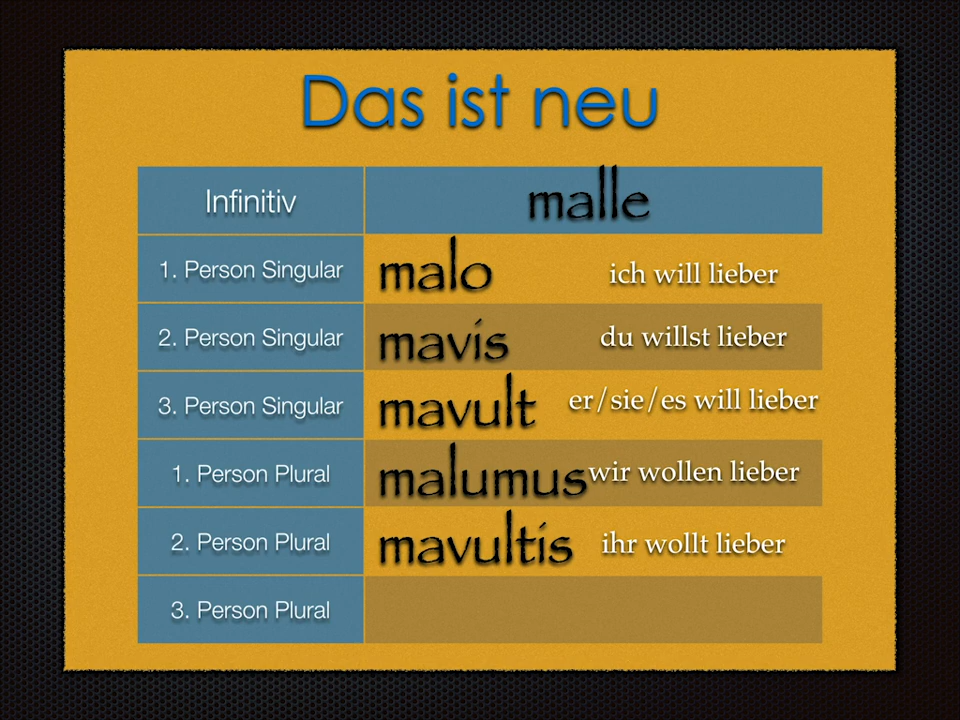 Das ist neu
Infinitiv malle
1. Person Singular malo ich will lieber
2. Person Singular mavis du willst lieber
3. Person Singular mavult er/sie/es will lieber
1. Person Plural malumus wir wollen lieber
2. Person Plural mavultis ihr wollt lieber
3. Person Plural